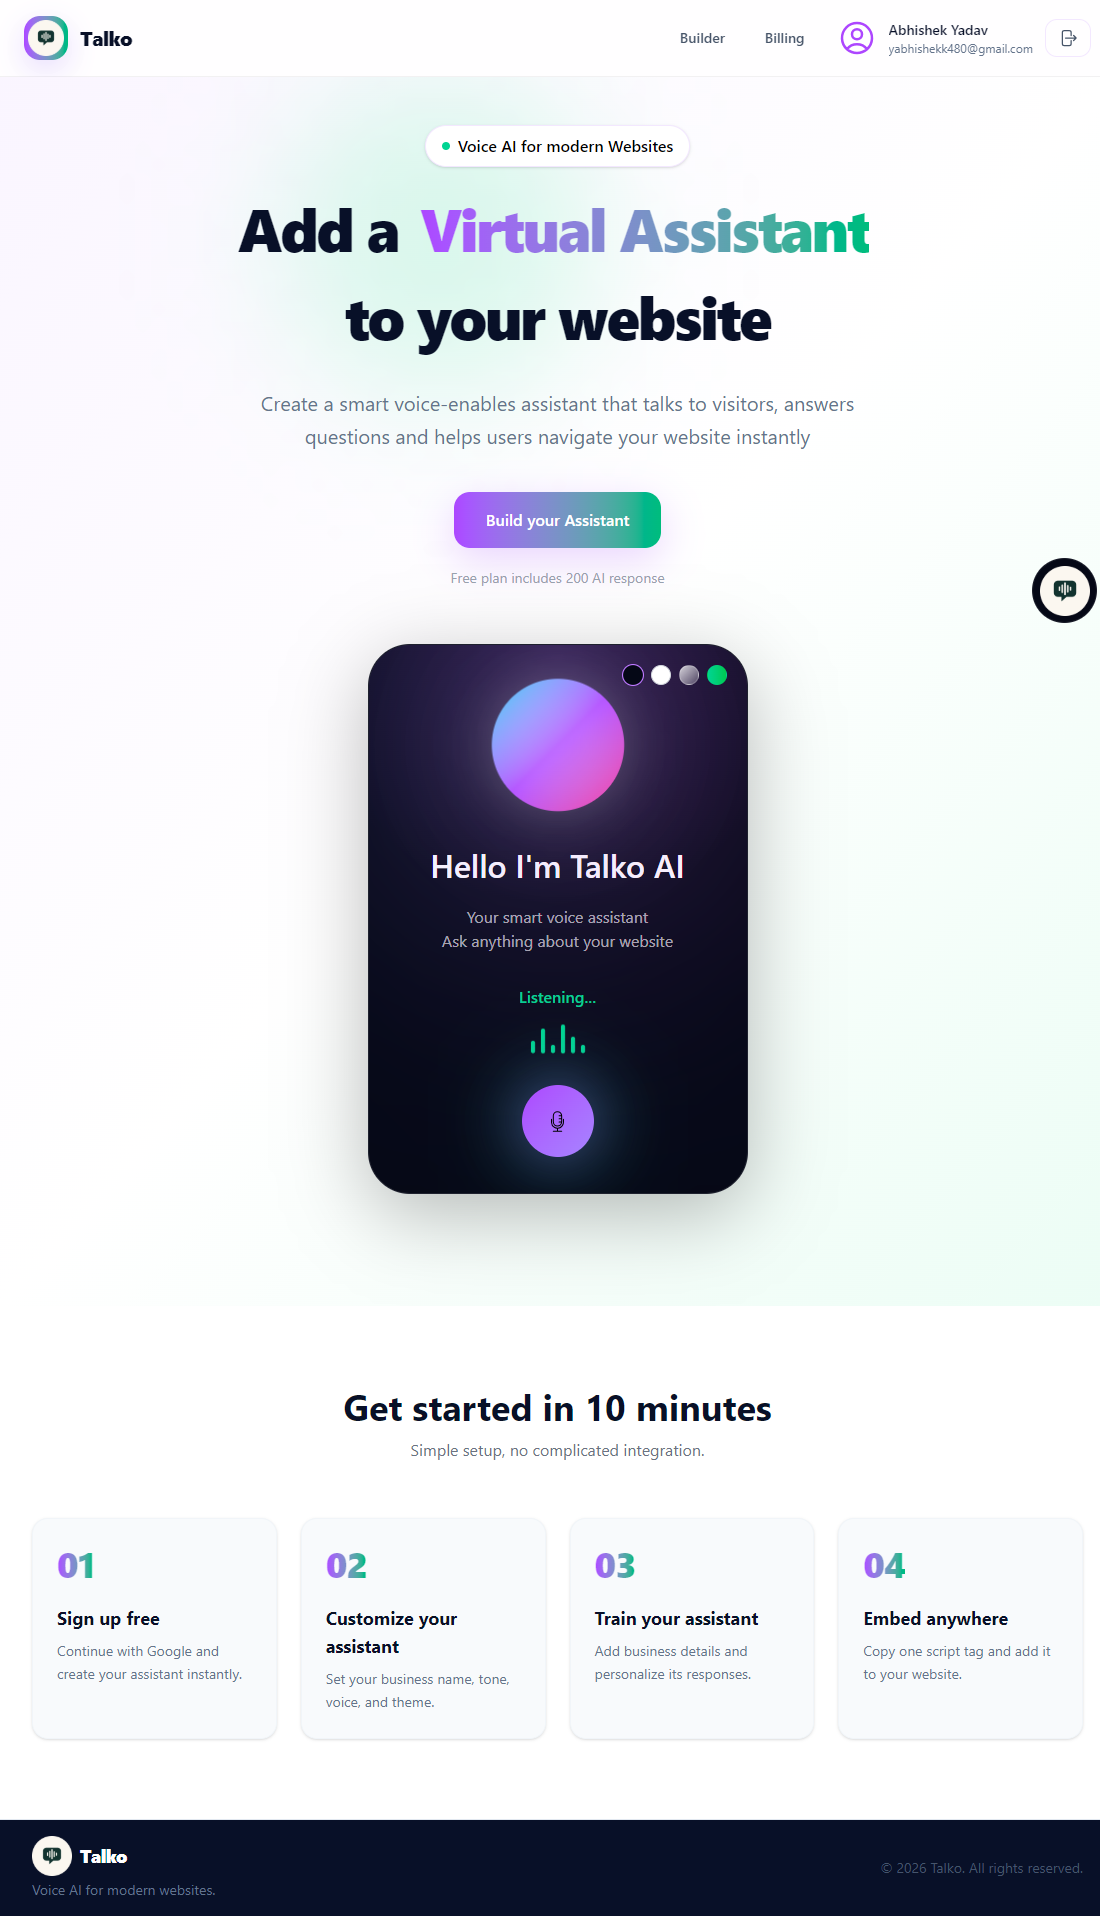 Talko
Builder
Billing
Abhishek Yadav
yabhishekk480@gmail.com
Voice AI for modern Websites
Add a Virtual Assistant
to your website
Create a smart voice-enables assistant that talks to visitors, answers
questions and helps users navigate your website instantly
Build your Assistant
Free plan includes 200 AI response
Hello I'm Talko AI
Your smart voice assistant
Ask anything about your website
Listening...
Get started in 10 minutes
Simple setup, no complicated integration.
01
Sign up free
Continue with Google and
create your assistant instantly.
02
Customize your
assistant
Set your business name, tone,
voice, and theme.
03
Train your assistant
Add business details and
personalize its responses.
04
Embed anywhere
Copy one script tag and add it
to your website.
Talko
Voice AI for modern websites.
© 2026 Talko. All rights reserved.